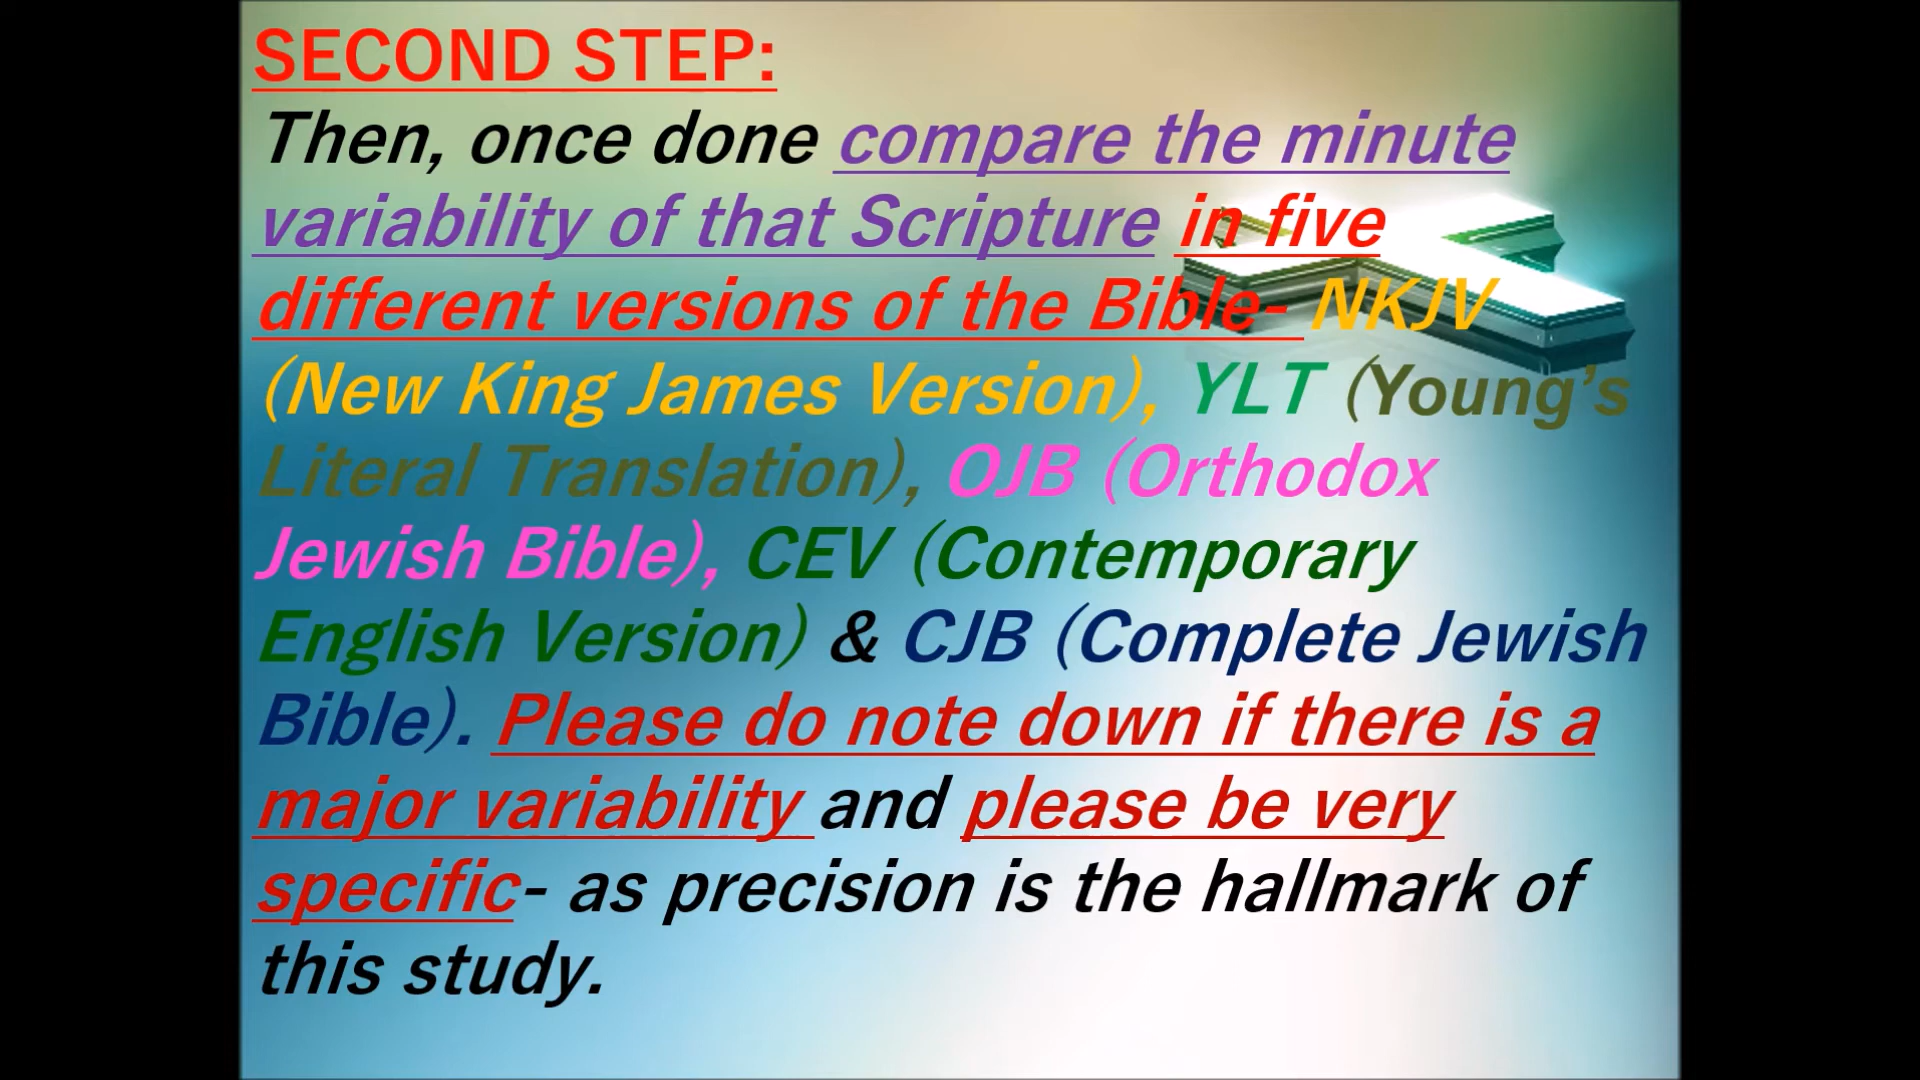 SECOND STEP:
Then, once done compare the minute
variability of that Scripture in five
different versions of the Bible- NKJV
(New King James Version), YLT (Young’s
Literal Translation), OJB (Orthodox
Jewish Bible), CEV (Contemporary
English Version) & CJB (Complete Jewish
Bible). Please do note down if there is a
major variability and please be very
specific- as precision is the hallmark of
this study.